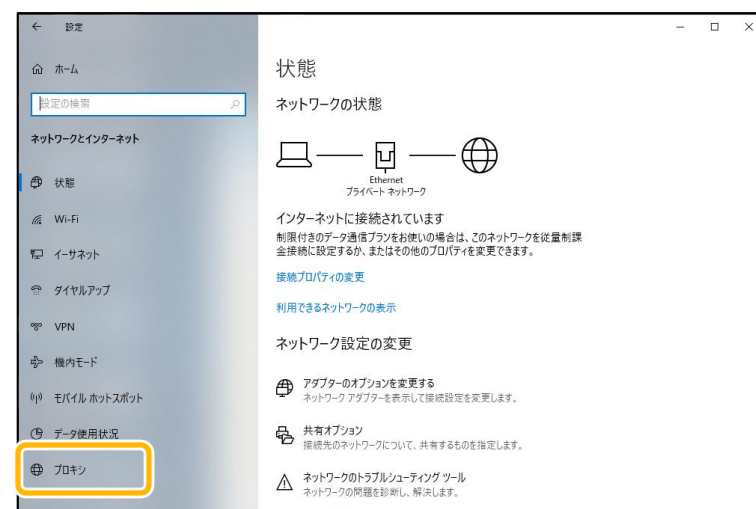 設定
ホーム
設定の検索
ネットワークとインターネット
状態
Wi-Fi
イーサネット
ダイヤルアップ
VPN
機内モード
モバイル ホットスポット
データ使用状況
プロキシ
状態
ネットワークの状態
Ethernet
プライベート ネットワーク
インターネットに接続されています
制限付きのデータ通信プランをお使いの場合は、このネットワークを従量制課
金接続に設定するか、またはその他のプロパティを変更できます。
接続プロパティの変更
利用できるネットワークの表示
ネットワーク設定の変更
アダプターのオプションを変更する
ネットワーク アダプターを表示して接続設定を変更します。
共有オプション
接続先のネットワークについて、共有するものを指定します。
ネットワークのトラブルシューティング ツール
ネットワークの問題を診断し、解決します。